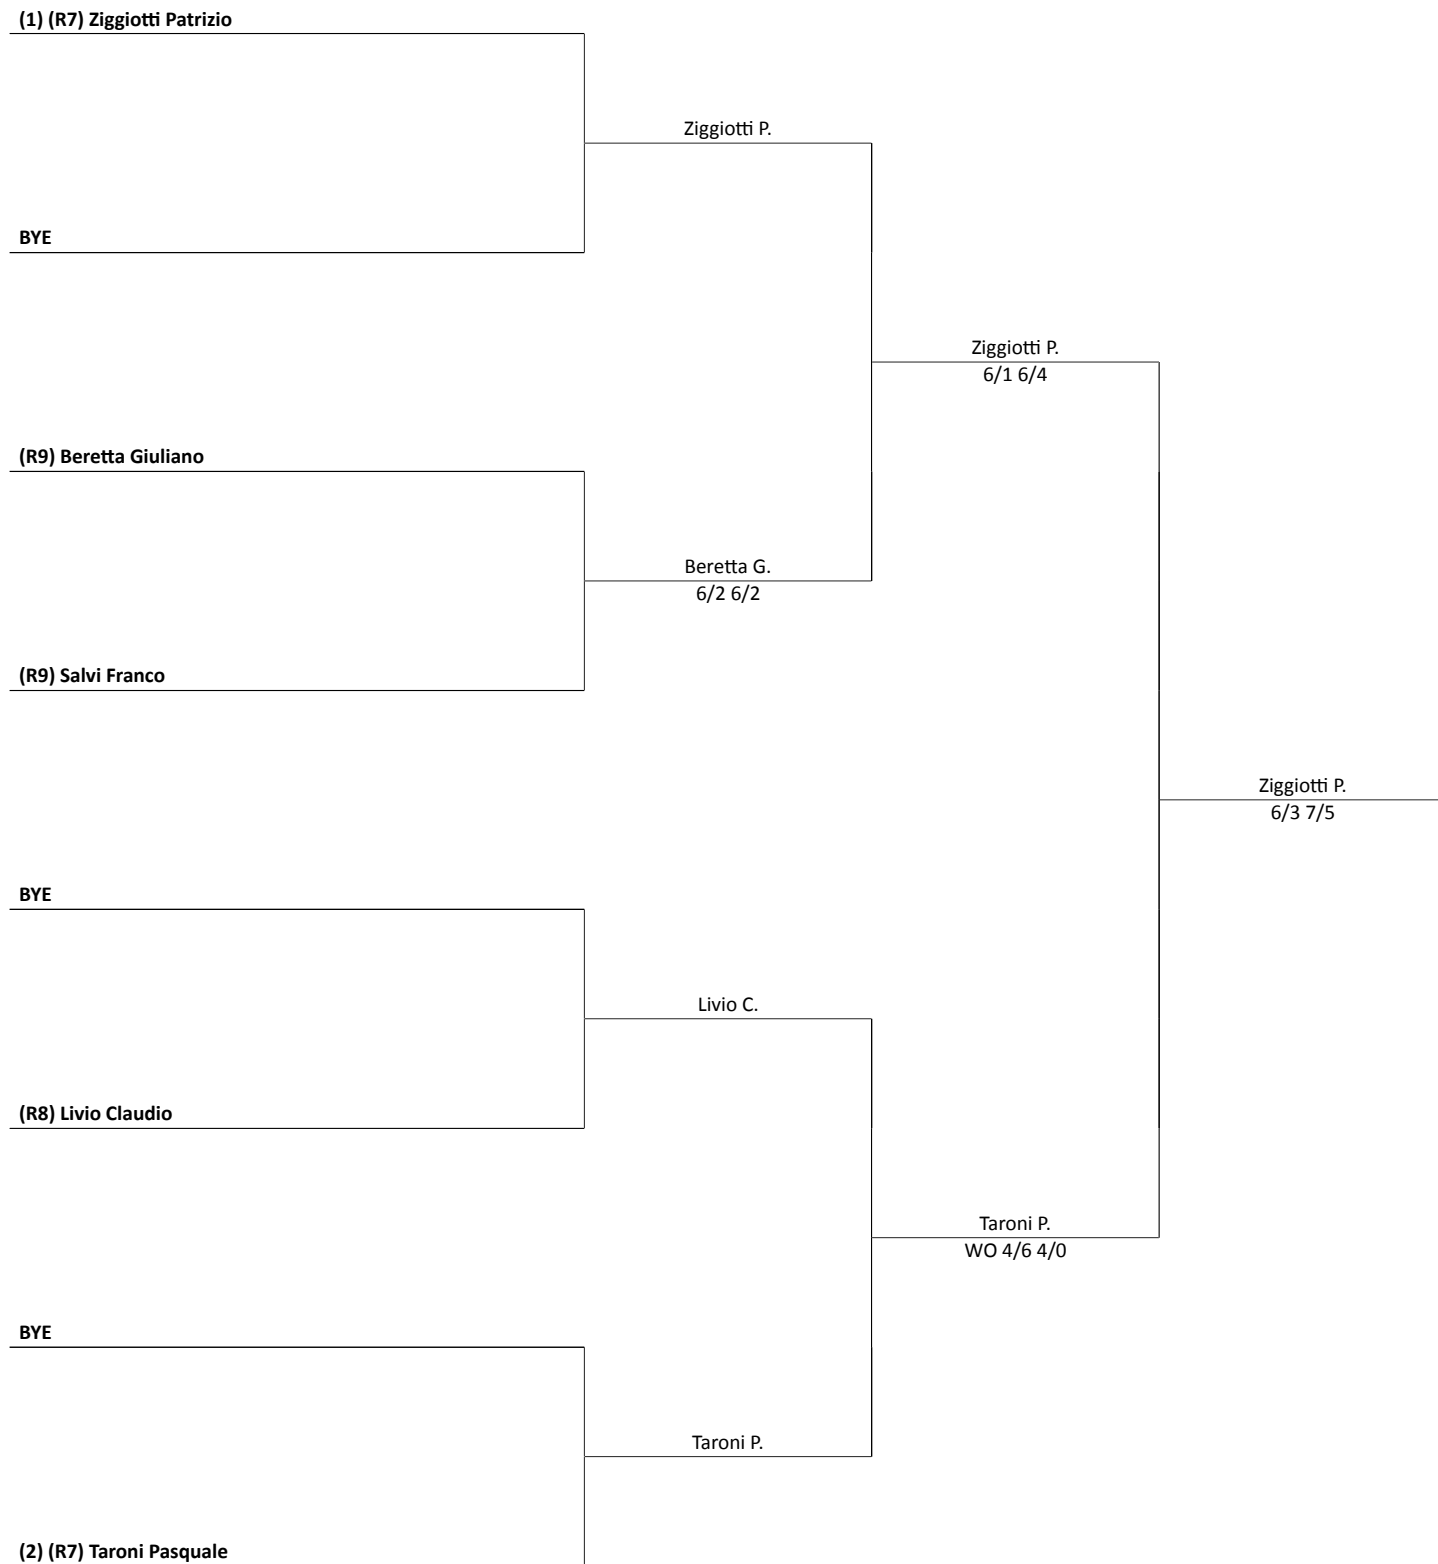 (1) (R7) Ziggiotti Patrizio
Ziggiotti P.
BYE
Ziggiotti P.
6/1 6/4
(R9) Beretta Giuliano
Beretta G.
6/2 6/2
(R9) Salvi Franco
Ziggiotti P.
6/3 7/5
BYE
Livio C.
(R8) Livio Claudio
Taroni P.
WO 4/6 4/0
BYE
Taroni P.
(2) (R7) Taroni Pasquale